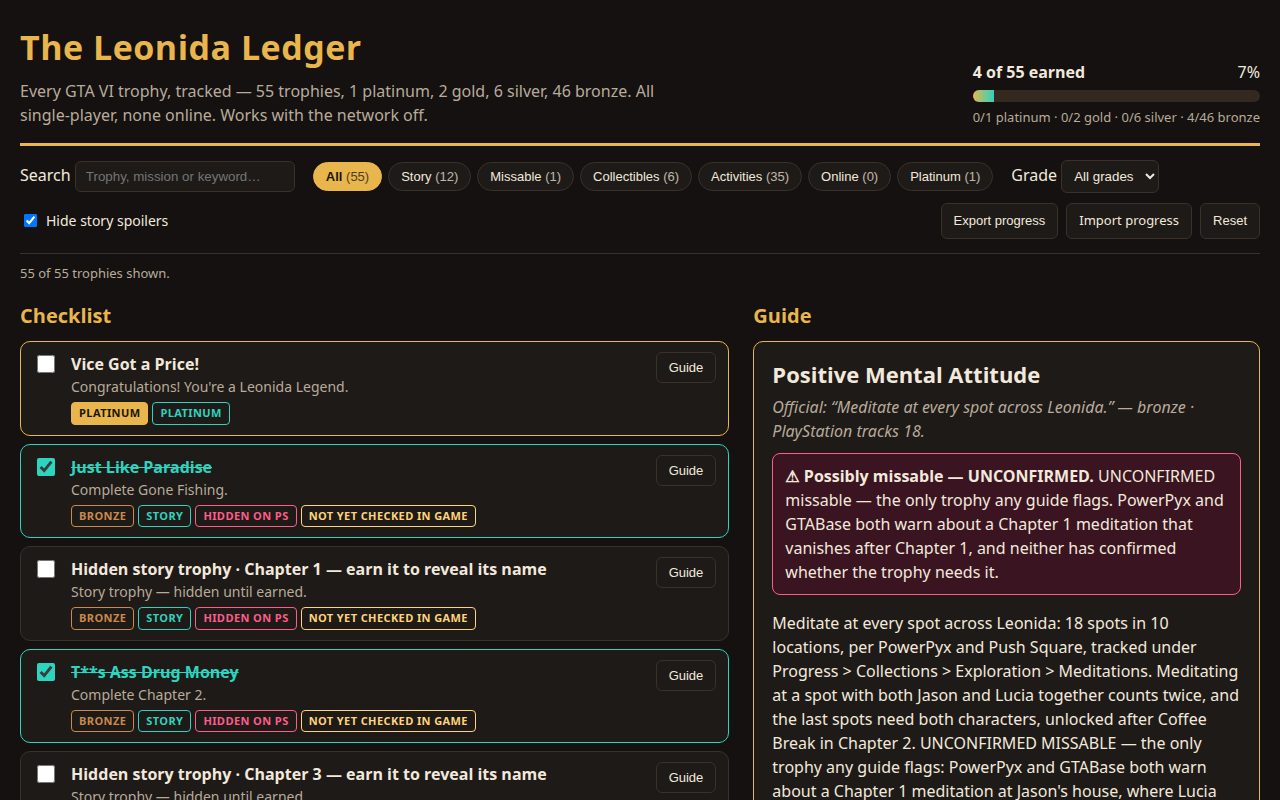 The Leonida Ledger
Every GTA VI trophy, tracked — 55 trophies, 1 platinum, 2 gold, 6 silver, 46 bronze. All
single-player, none online. Works with the network off.
4 of 55 earned 7%
0/1 platinum · 0/2 gold · 0/6 silver · 4/46 bronze
Search Trophy, mission or keyword… All (55) Story (12) Missable (1) Collectibles (6) Activities (35) Online (0) Platinum (1) Grade All grades
Hide story spoilers Export progress Import progress Reset
55 of 55 trophies shown.
Checklist
Vice Got a Price! Guide
Congratulations! You're a Leonida Legend.
PLATINUM PLATINUM
Just Like Paradise Guide
Complete Gone Fishing.
BRONZE STORY HIDDEN ON PS NOT YET CHECKED IN GAME
Hidden story trophy · Chapter 1 — earn it to reveal its name Guide
Story trophy — hidden until earned.
BRONZE STORY HIDDEN ON PS NOT YET CHECKED IN GAME
T**s Ass Drug Money Guide
Complete Chapter 2.
BRONZE STORY HIDDEN ON PS NOT YET CHECKED IN GAME
Hidden story trophy · Chapter 3 — earn it to reveal its name Guide
Story trophy — hidden until earned.
Guide
Positive Mental Attitude
Official: “Meditate at every spot across Leonida.” — bronze ·
PlayStation tracks 18.
⚠ Possibly missable — UNCONFIRMED. UNCONFIRMED
missable — the only trophy any guide flags. PowerPyx and
GTABase both warn about a Chapter 1 meditation that
vanishes after Chapter 1, and neither has confirmed
whether the trophy needs it.
Meditate at every spot across Leonida: 18 spots in 10
locations, per PowerPyx and Push Square, tracked under
Progress > Collections > Exploration > Meditations. Meditating
at a spot with both Jason and Lucia together counts twice, and
the last spots need both characters, unlocked after Coffee
Break in Chapter 2. UNCONFIRMED MISSABLE — the only
trophy any guide flags: PowerPyx and GTABase both warn
about a Chapter 1 meditation at Jason's house, where Lucia